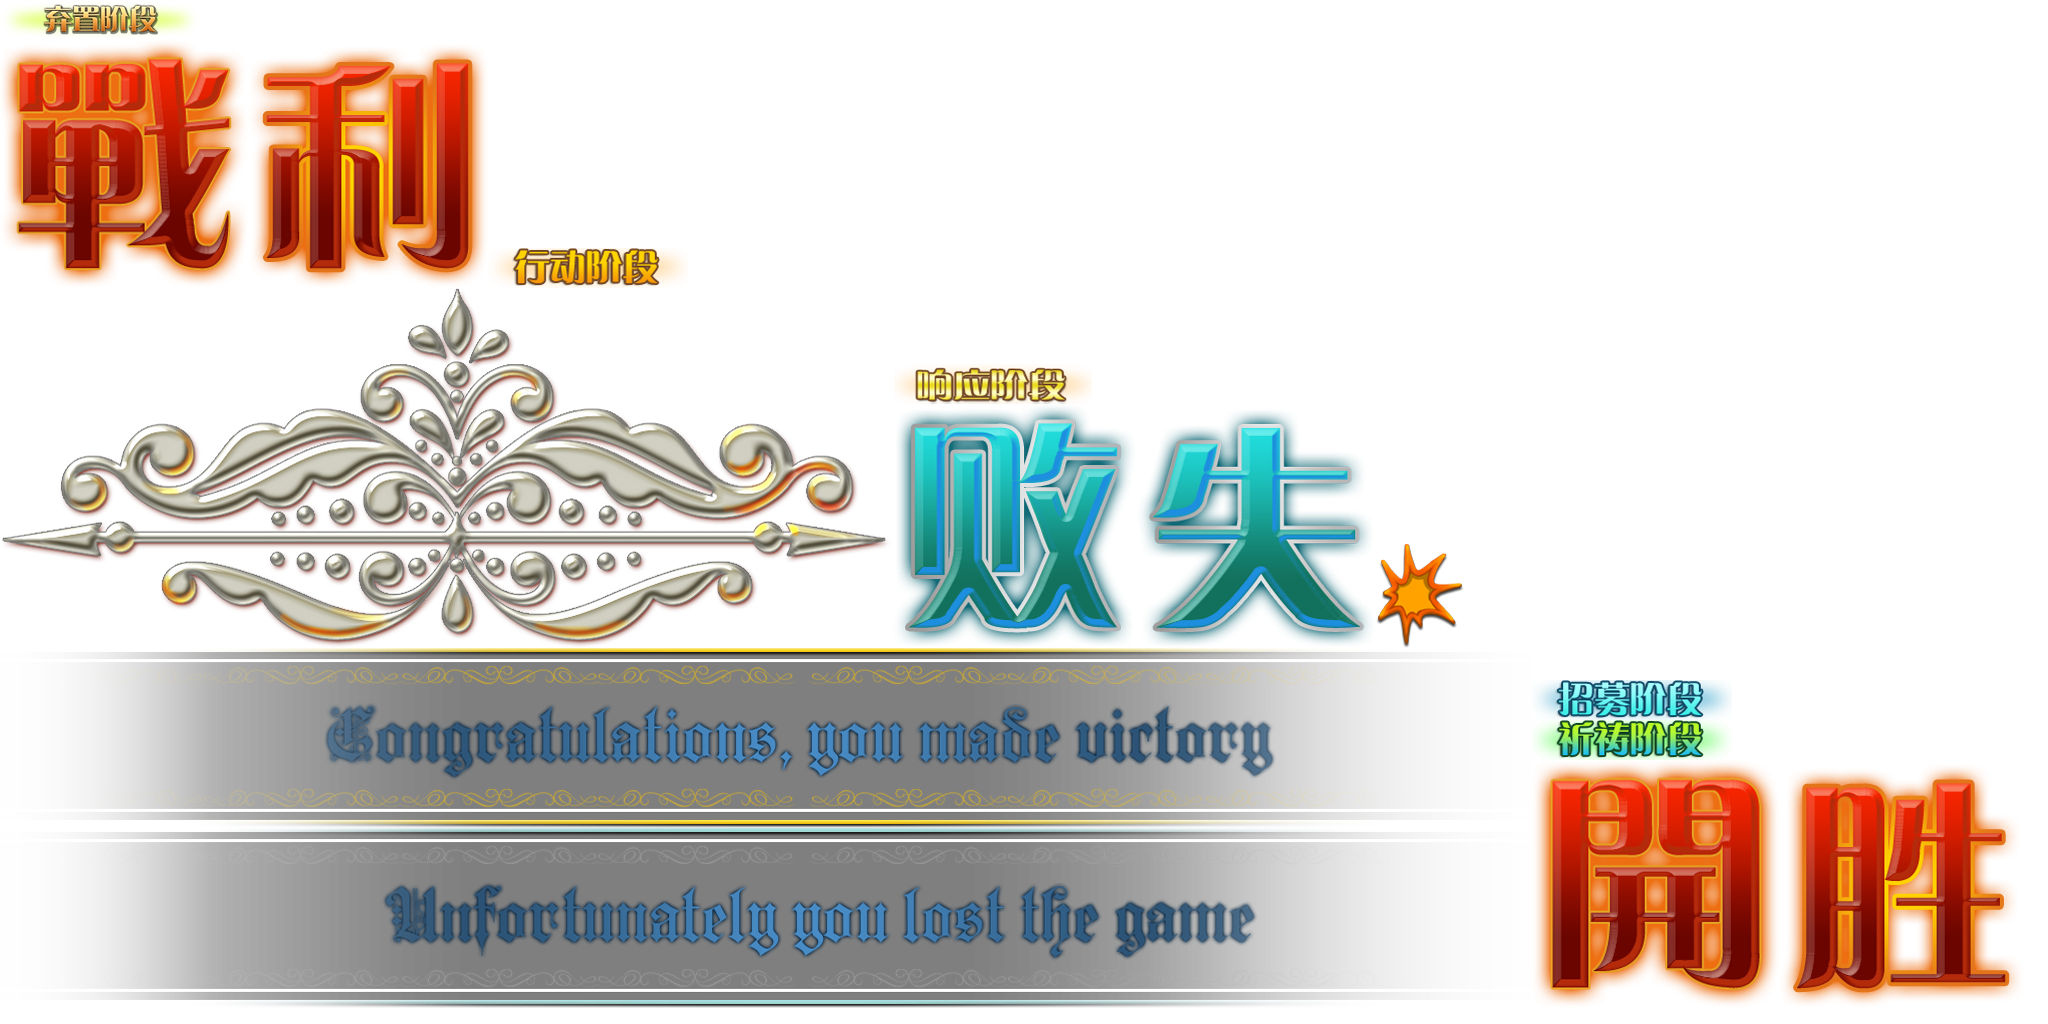 弃置阶段
戰利
行动阶段
响应阶段
败失
Congratulations, you made victory
招募阶段
祈祷阶段
開胜
Unfortunately you lost the game